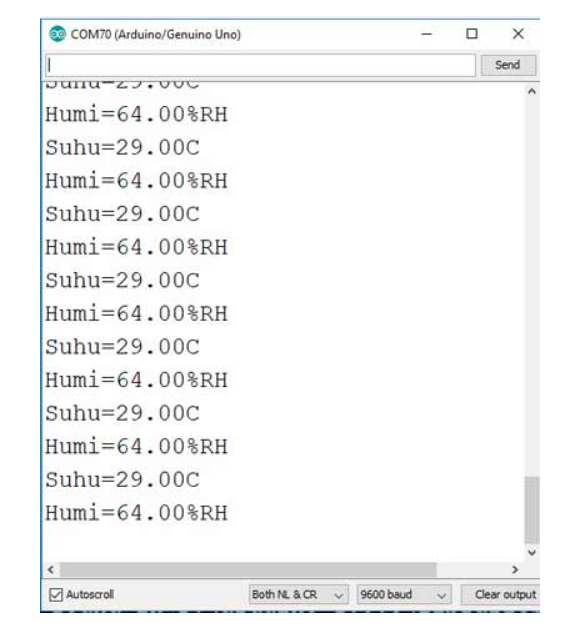 COM70 (Arduino/Genuino Uno)
Send
Suhu=29.00C
Humi=64.00%RH
Suhu=29.00C
Humi=64.00%RH
Suhu=29.00C
Humi=64.00%RH
Suhu=29.00C
Humi=64.00%RH
Suhu=29.00C
Humi=64.00%RH
Suhu=29.00C
Humi=64.00%RH
Suhu=29.00C
Humi=64.00%RH
Autoscroll Both NL & CR 9600 baud Clear output